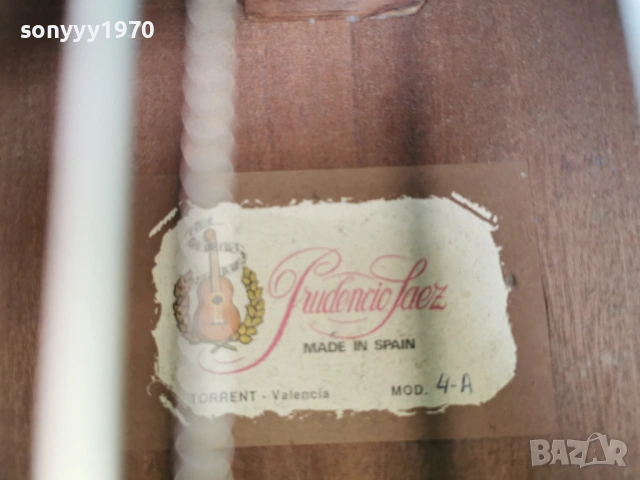 sonyyy1970
Prudencio Saez
MADE IN SPAIN
TORRENT - Valencia MOD. 4-A
BAZAR